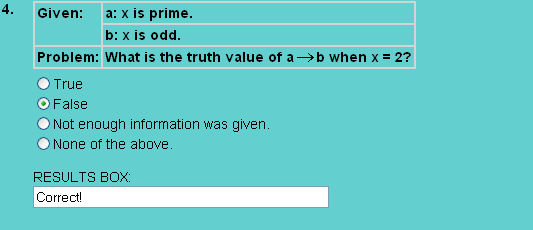 4.
Given: a: x is prime.
b: x is odd.
Problem: What is the truth value of a→b when x = 2?
True
False
Not enough information was given.
None of the above.
RESULTS BOX:
Correct!